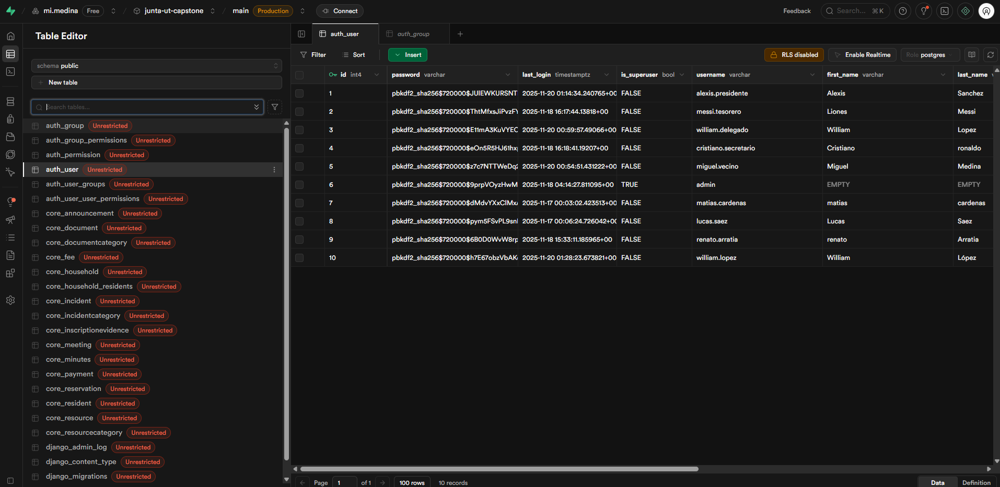 mi.medina Free junta-ut-capstone main Production Connect Feedback Search... ⌘ K
Table Editor
schema public
New table
Search tables...
auth_group Unrestricted
auth_group_permissions Unrestricted
auth_permission Unrestricted
auth_user Unrestricted
auth_user_groups Unrestricted
auth_user_user_permissions Unrestricted
core_announcement Unrestricted
core_document Unrestricted
core_documentcategory Unrestricted
core_fee Unrestricted
core_household Unrestricted
core_household_residents Unrestricted
core_incident Unrestricted
core_incidentcategory Unrestricted
core_inscriptionevidence Unrestricted
core_meeting Unrestricted
core_minutes Unrestricted
core_payment Unrestricted
core_reservation Unrestricted
core_resident Unrestricted
core_resource Unrestricted
core_resourcecategory Unrestricted
django_admin_log Unrestricted
django_content_type Unrestricted
django_migrations Unrestricted
auth_user auth_group
Filter Sort Insert RLS disabled Enable Realtime Role postgres
id int4 password varchar last_login timestamptz is_superuser bool username varchar first_name varchar last_name
1 pbkdf2_sha256$720000$JUIEWKURSNT 2025-11-20 01:14:34.240765+00 FALSE alexis.presidente Alexis Sanchez
2 pbkdf2_sha256$720000$ThtMfxsJiPvzFY 2025-11-18 16:17:44.13818+00 FALSE messi.tesorero Liones Messi
3 pbkdf2_sha256$720000$E11mA3KuVYEC 2025-11-20 00:59:57.49066+00 FALSE william.delegado William Lopez
4 pbkdf2_sha256$720000$eOn5R5HJ61hxp 2025-11-18 16:18:41.19207+00 FALSE cristiano.secretario Cristiano ronaldo
5 pbkdf2_sha256$720000$z7c7NTTWeDq2 2025-11-20 00:54:51.431222+00 FALSE miguel.vecino Miguel Medina
6 pbkdf2_sha256$720000$9prpVOyzHwM 2025-11-18 04:14:27.811095+00 TRUE admin EMPTY EMPTY
7 pbkdf2_sha256$720000$dMdvYXxClMx 2025-11-17 00:03:02.423513+00 FALSE matias.cardenas matias cardenas
8 pbkdf2_sha256$720000$pym5FSvPL9sn 2025-11-17 00:06:24.726042+00 FALSE lucas.saez Lucas Saez
9 pbkdf2_sha256$720000$6B0D0WvW8rp 2025-11-18 15:33:11.185965+00 FALSE renato.arratia renato Arratia
10 pbkdf2_sha256$720000$h7E67obzVbAK 2025-11-20 01:28:23.673821+00 FALSE william.lopez William López
Page 1 of 1 100 rows 10 records Data Definition